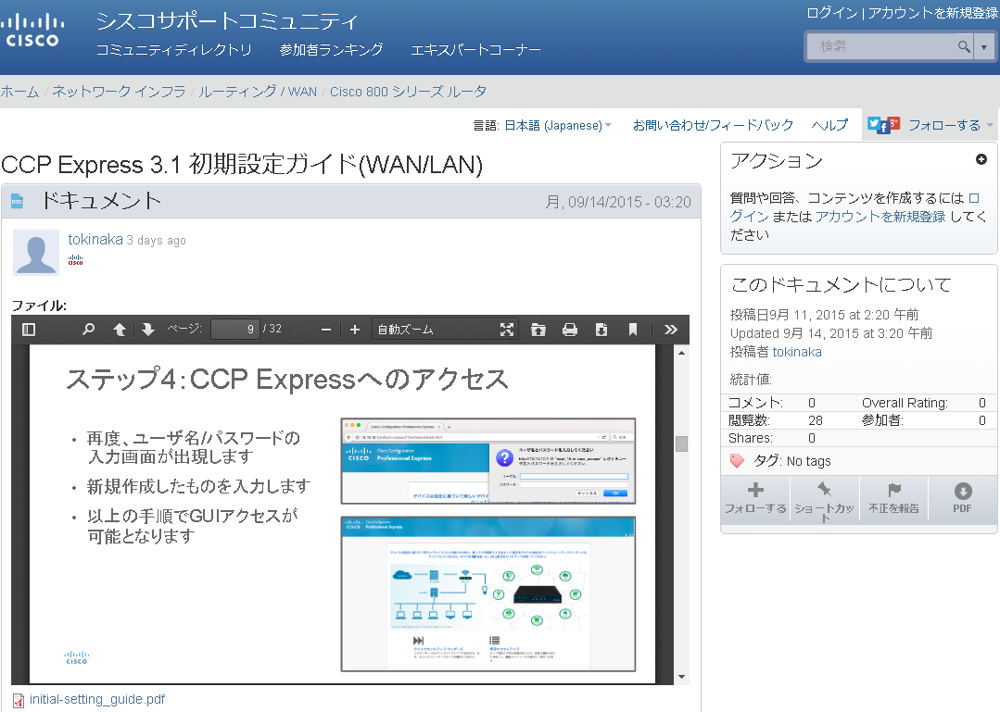 CISCO
シスコサポートコミュニティ
コミュニティディレクトリ 参加者ランキング エキスパートコーナー
ログイン | アカウントを新規登録
検索
ホーム / ネットワーク インフラ / ルーティング / WAN / Cisco 800 シリーズ ルータ
言語: 日本語 (Japanese) お問い合わせ/フィードバック ヘルプ フォローする
CCP Express 3.1 初期設定ガイド(WAN/LAN)
ドキュメント 月, 09/14/2015 - 03:20
tokinaka 3 days ago
CISCO
ファイル:
ページ: 9 / 32 自動ズーム
ステップ4：CCP Expressへのアクセス
• 再度、ユーザ名/パスワードの
入力画面が出現します
• 新規作成したものを入力します
• 以上の手順でGUIアクセスが
可能となります
Cisco Configuration
Professional Express
ユーザ名とパスワードを入力してください
ユーザ名:
パスワード:
キャンセル OK
CISCO
Professional Express
CISCO
initial-setting_guide.pdf
アクション
質問や回答、コンテンツを作成するには ロ
グイン または アカウントを新規登録 してく
ださい
このドキュメントについて
投稿日9月 11, 2015 at 2:20 午前
Updated 9月 14, 2015 at 3:20 午前
投稿者 tokinaka
統計値:
コメント: 0 Overall Rating: 0
閲覧数: 28 参加者: 0
Shares: 0
タグ: No tags
フォローする ショートカッ
ト 不正を報告 PDF